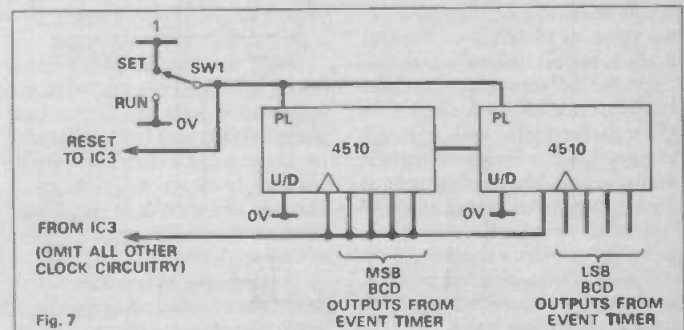 1
SET
SW1
RUN
0V
RESET
TO IC3
PL
4510
U/D
0V
PL
4510
U/D
0V
FROM IC3
(OMIT ALL OTHER
CLOCK CIRCUITRY)
MSB
BCD
OUTPUTS FROM
EVENT TIMER
LSB
BCD
OUTPUTS FROM
EVENT TIMER
Fig. 7